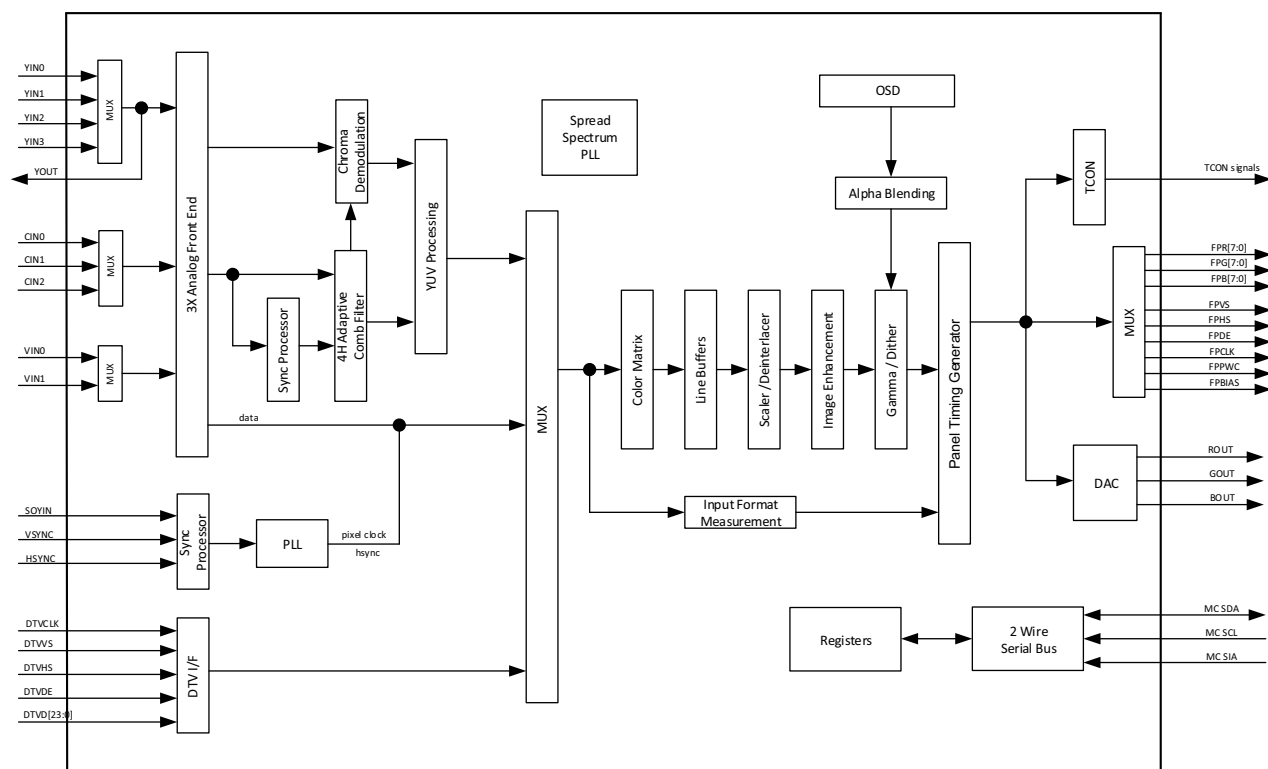 YIN0
YIN1
YIN2
YIN3
YOUT
MUX
CIN0
CIN1
CIN2
MUX
VIN0
VIN1
MUX
3X Analog Front End
Chroma
Demodulation
4H Adaptive
Comb Filter
Sync Processor
YUV Processing
data
SOYIN
VSYNC
HSYNC
Sync
Processor
PLL
pixel clock
hsync
DTVCLK
DTVVS
DTVHS
DTVDE
DTVD[23:0]
DTV I/F
Spread
Spectrum
PLL
MUX
OSD
Alpha Blending
Color Matrix
Line Buffers
Scaler /Deinterlacer
Image Enhancement
Gamma / Dither
Input Format
Measurement
Panel Timing Generator
TCON
TCON signals
MUX
FPR[7:0]
FPG[7:0]
FPB[7:0]
FPVS
FPHS
FPDE
FPCLK
FPPWC
FPBIAS
DAC
ROUT
GOUT
BOUT
Registers
2 Wire
Serial Bus
MC SDA
MC SCL
MC SIA